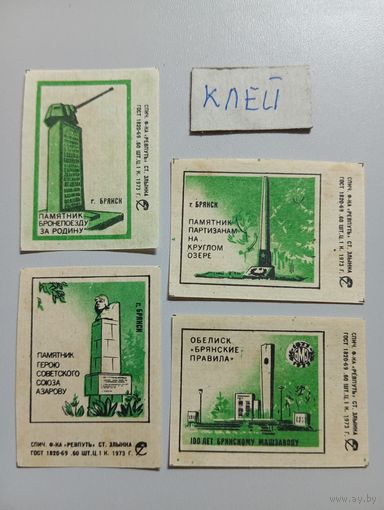 г. БРЯНСК
ПАМЯТНИК
БРОНЕПОЕЗДУ
ЗА РОДИНУ
СПИЧ. Ф-КА «РЕВПУТЬ» СТ. ЗЛЫНКА
ГОСТ 1820-69 .60 ШТ.Ц.1 К. 1973 Г.
КЛЕЙ
г. БРЯНСК
ПАМЯТНИК
ПАРТИЗАНАМ
НА
КРУГЛОМ
ОЗЕРЕ
СПИЧ. Ф-КА «РЕВПУТЬ» СТ. ЗЛЫНКА
ГОСТ 1820-69 .60 ШТ.Ц.1 К. 1973 Г.
г. БРЯНСК
ПАМЯТНИК
ГЕРОЮ
СОВЕТСКОГО
СОЮЗА
АЗАРОВУ
СПИЧ. Ф-КА «РЕВПУТЬ» СТ. ЗЛЫНКА
ГОСТ 1820-69 .60 ШТ.Ц.1 К. 1973 Г.
ОБЕЛИСК
«БРЯНСКИЕ
ПРАВИЛА»
100 ЛЕТ БРЯНСКОМУ МАШЗАВОДУ
СПИЧ. Ф-КА «РЕВПУТЬ» СТ. ЗЛЫНКА
ГОСТ 1820-69 .60 ШТ.Ц.1 К. 1973 Г.
www.ay.by